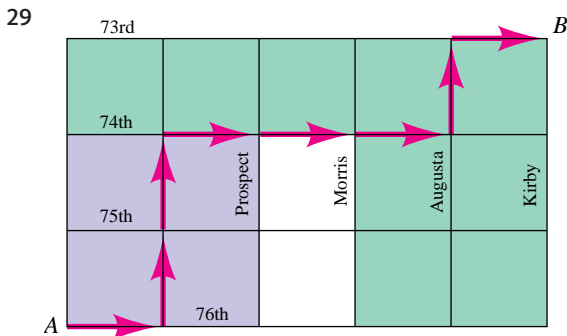 29
73rd
B
74th
Prospect
Morris
Augusta
Kirby
75th
A
76th